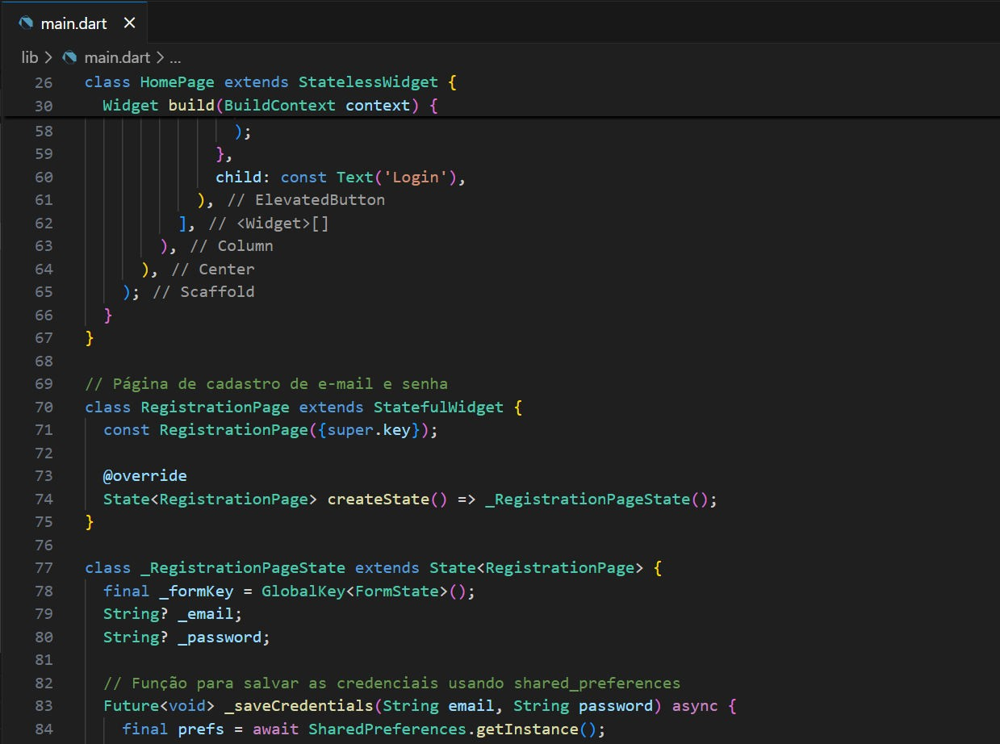 main.dart
lib > main.dart > ...
26 class HomePage extends StatelessWidget {
30 Widget build(BuildContext context) {
58 );
59 },
60 child: const Text('Login'),
61 ), // ElevatedButton
62 ], // <Widget>[]
63 ), // Column
64 ), // Center
65 ); // Scaffold
66 }
67 }
68
69 // Página de cadastro de e-mail e senha
70 class RegistrationPage extends StatefulWidget {
71 const RegistrationPage({super.key});
72
73 @override
74 State<RegistrationPage> createState() => _RegistrationPageState();
75 }
76
77 class _RegistrationPageState extends State<RegistrationPage> {
78 final _formKey = GlobalKey<FormState>();
79 String? _email;
80 String? _password;
81
82 // Função para salvar as credenciais usando shared_preferences
83 Future<void> _saveCredentials(String email, String password) async {
84 final prefs = await SharedPreferences.getInstance();